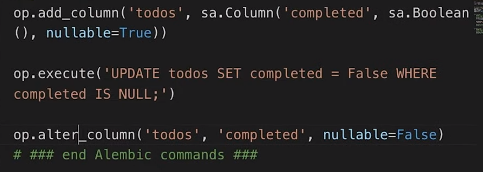 op.add_column('todos', sa.Column('completed', sa.Boolean
(), nullable=True))
op.execute('UPDATE todos SET completed = False WHERE
completed IS NULL;')
op.alter_column('todos', 'completed', nullable=False)
# ### end Alembic commands ###